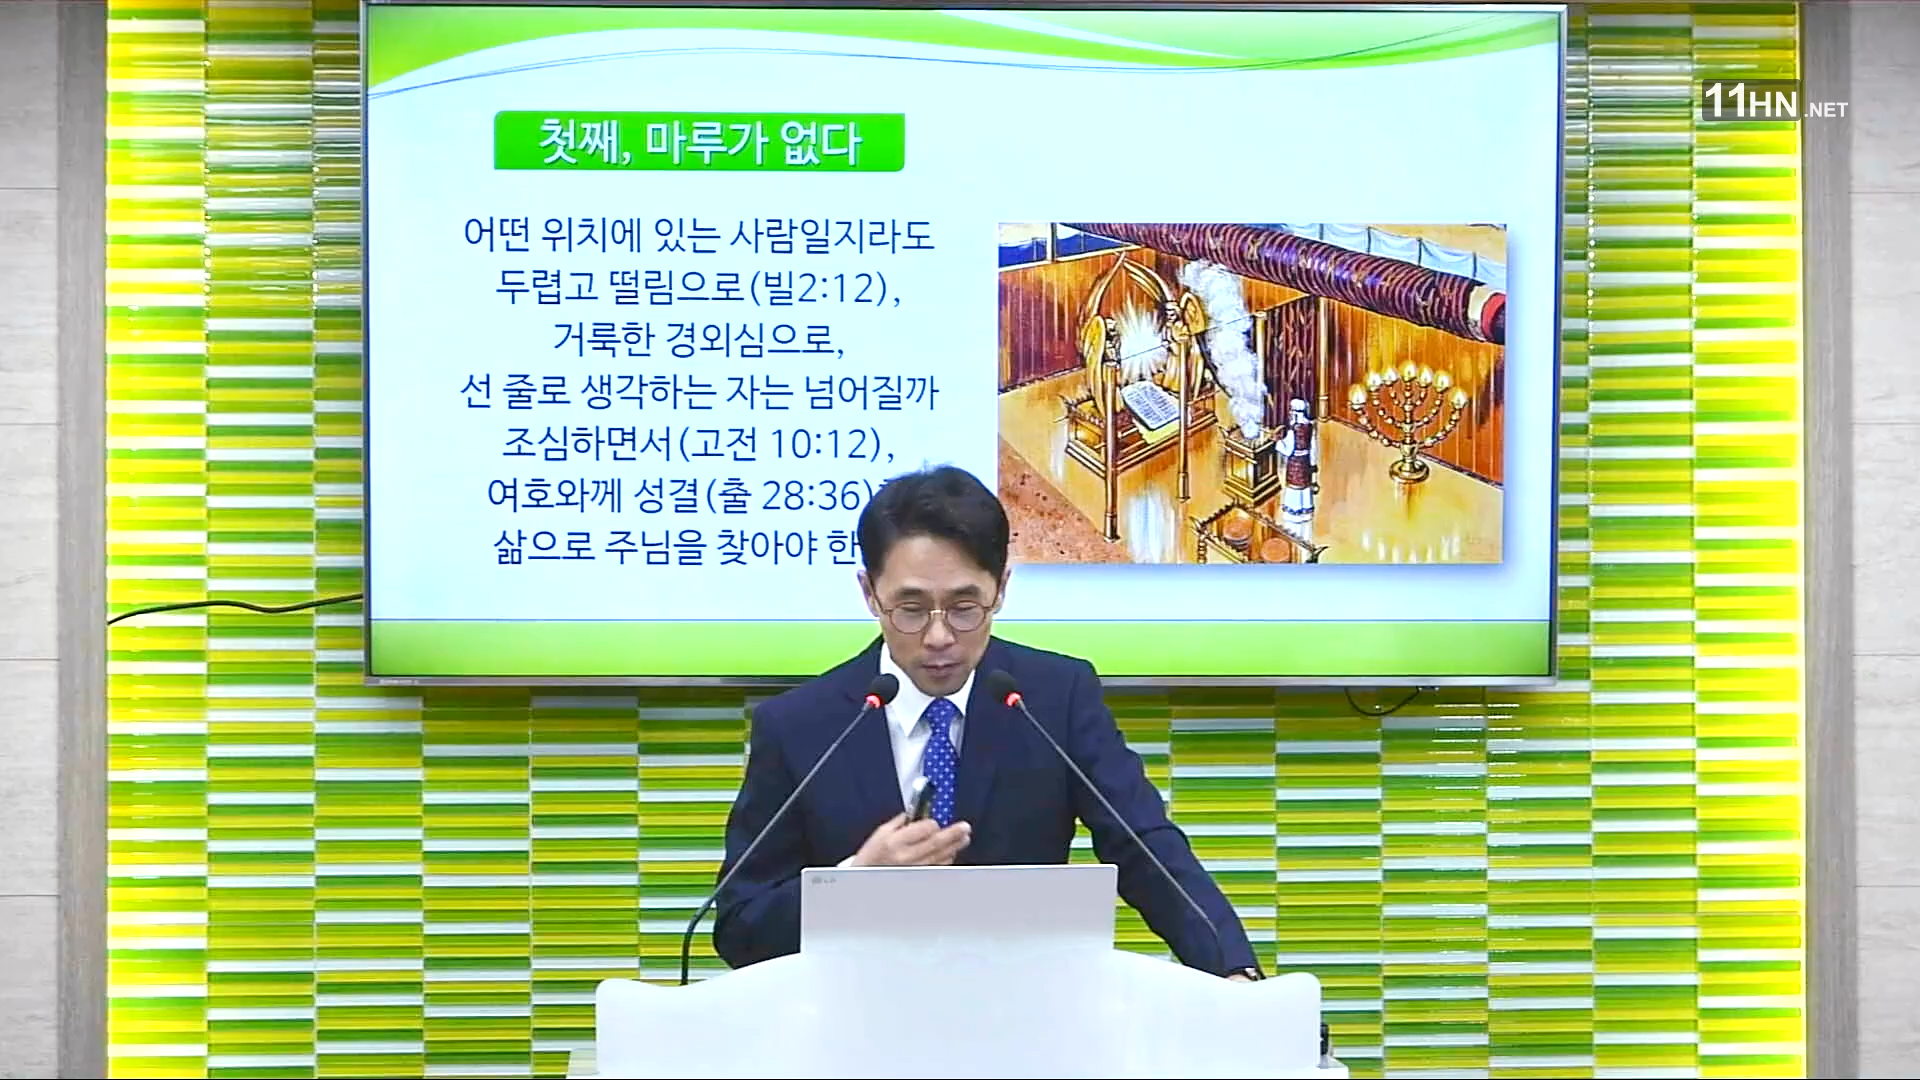 11HN.NET
첫째, 마루가 없다
어떤 위치에 있는 사람일지라도
두렵고 떨림으로(빌2:12),
거룩한 경외심으로,
선 줄로 생각하는 자는 넘어질까
조심하면서(고전 10:12),
여호와께 성결(출 28:36)
삶으로 주님을 찾아야 한
LG